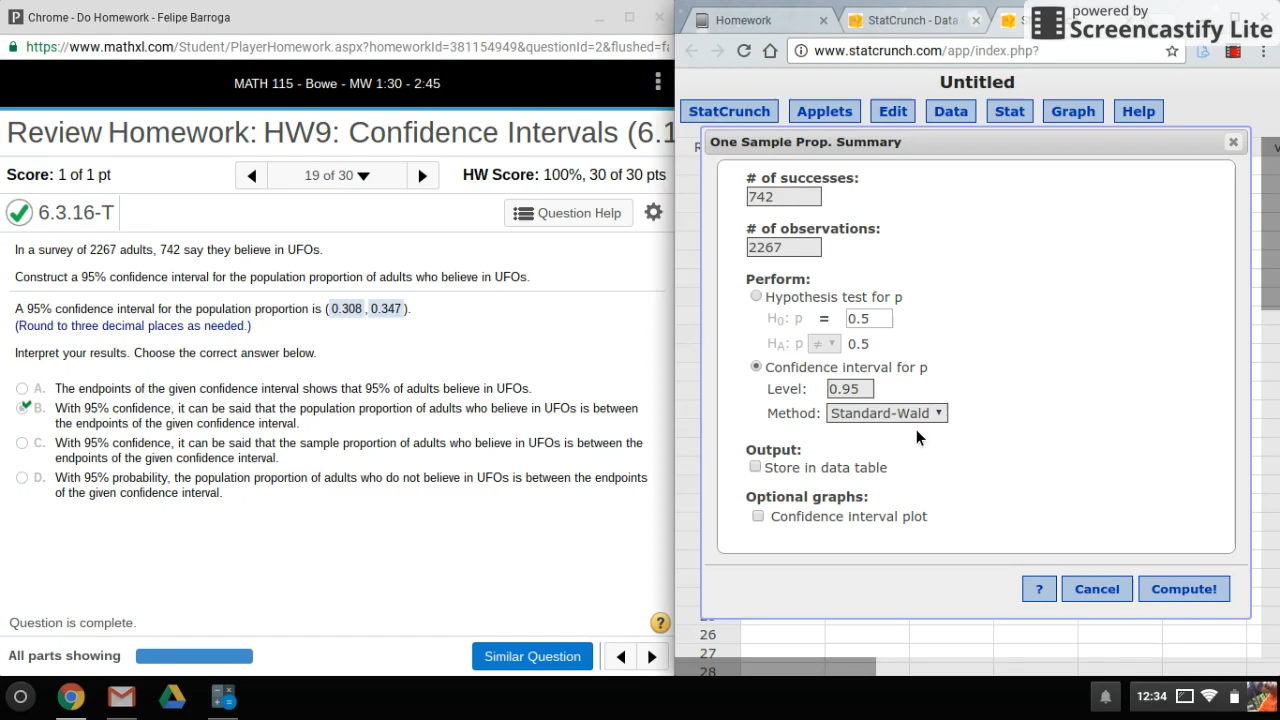 Chrome - Do Homework - Felipe Barroga
https://www.mathxl.com/Student/PlayerHomework.aspx?homeworkId=381154949&questionId=2&flushed=fa
MATH 115 - Bowe - MW 1:30 - 2:45
Review Homework: HW9: Confidence Intervals (6.1
Score: 1 of 1 pt
19 of 30
HW Score: 100%, 30 of 30 pts
6.3.16-T
Question Help
In a survey of 2267 adults, 742 say they believe in UFOs.
Construct a 95% confidence interval for the population proportion of adults who believe in UFOs.
A 95% confidence interval for the population proportion is (0.308, 0.347).
(Round to three decimal places as needed.)
Interpret your results. Choose the correct answer below.
A. The endpoints of the given confidence interval shows that 95% of adults believe in UFOs.
B. With 95% confidence, it can be said that the population proportion of adults who believe in UFOs is between
the endpoints of the given confidence interval.
C. With 95% confidence, it can be said that the sample proportion of adults who believe in UFOs is between the
endpoints of the given confidence interval.
D. With 95% probability, the population proportion of adults who do not believe in UFOs is between the endpoints
of the given confidence interval.
Question is complete.
?
All parts showing
Similar Question
Homework
StatCrunch - Data
powered by
Screencastify Lite
www.statcrunch.com/app/index.php?
Untitled
StatCrunch
Applets
Edit
Data
Stat
Graph
Help
One Sample Prop. Summary
# of successes:
742
# of observations:
2267
Perform:
Hypothesis test for p
H0: p = 0.5
HA: p ≠ 0.5
Confidence interval for p
Level: 0.95
Method: Standard-Wald
Output:
Store in data table
Optional graphs:
Confidence interval plot
?
Cancel
Compute!
26
27
28
12:34